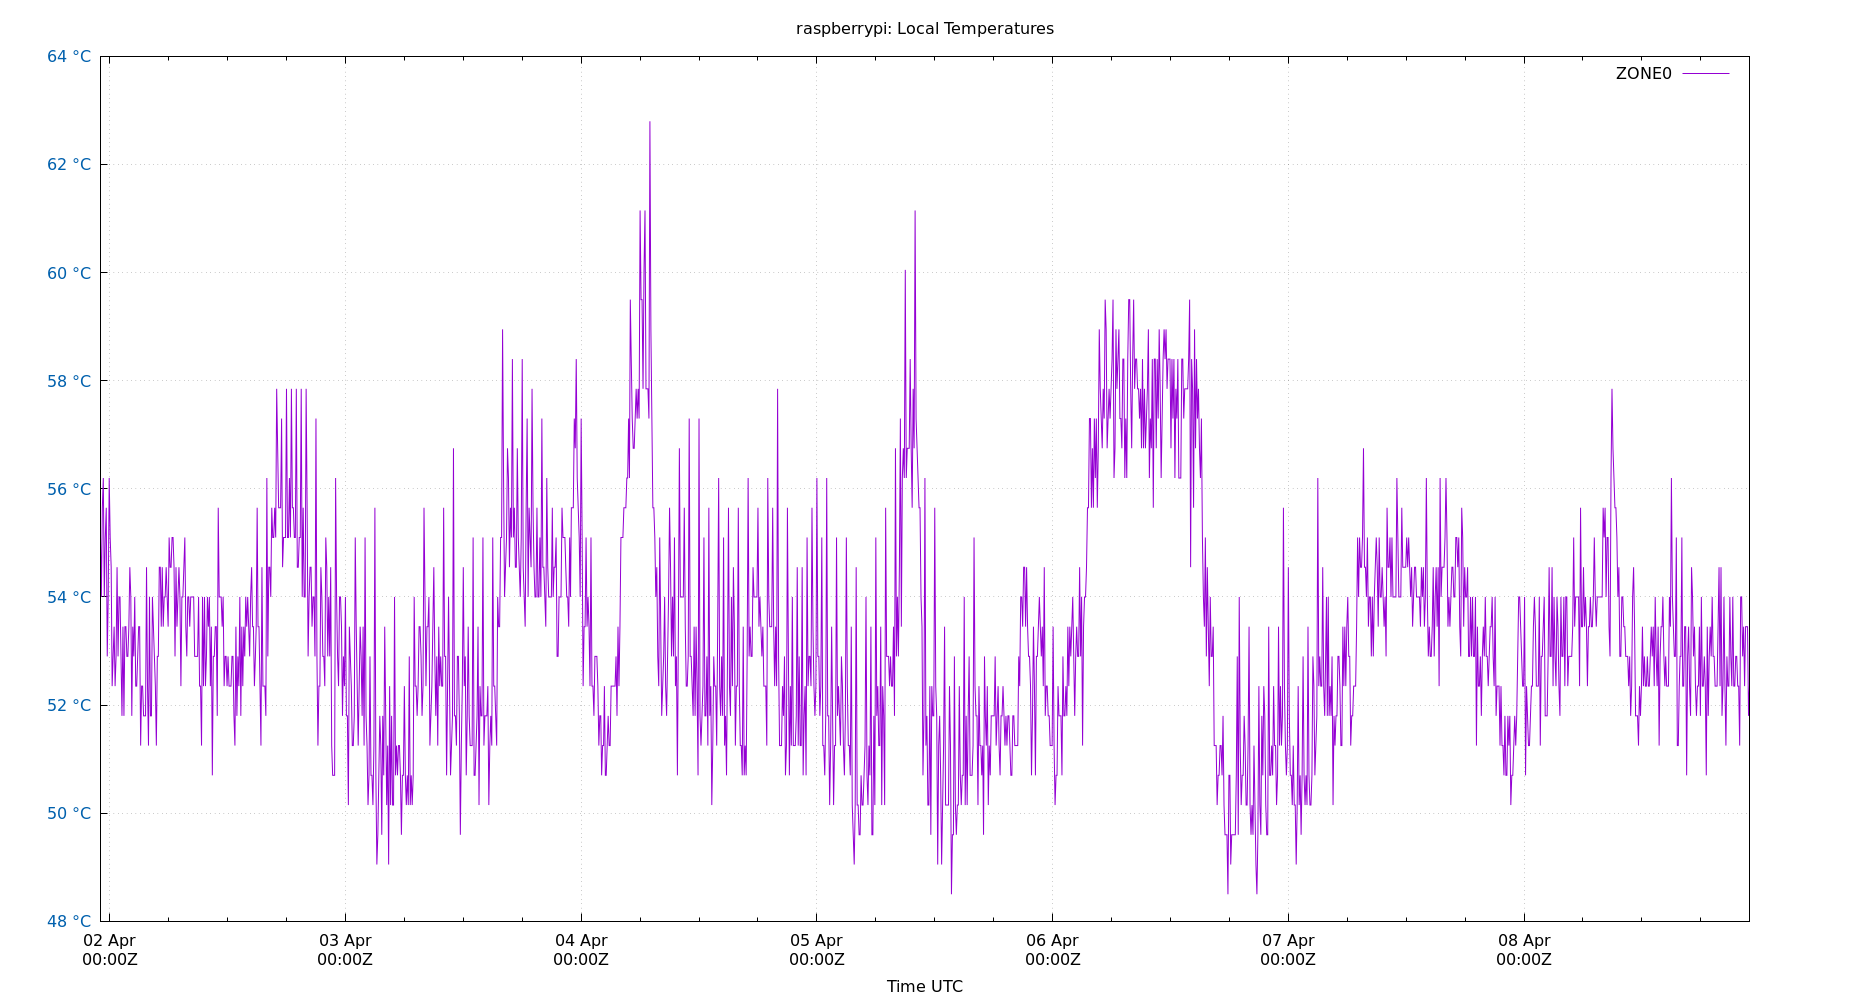 raspberrypi: Local Temperatures
64 °C
ZONE0
62 °C
60 °C
58 °C
56 °C
54 °C
52 °C
50 °C
48 °C
02 Apr 03 Apr 04 Apr 05 Apr 06 Apr 07 Apr 08 Apr
00:00Z 00:00Z 00:00Z 00:00Z 00:00Z 00:00Z 00:00Z
Time UTC